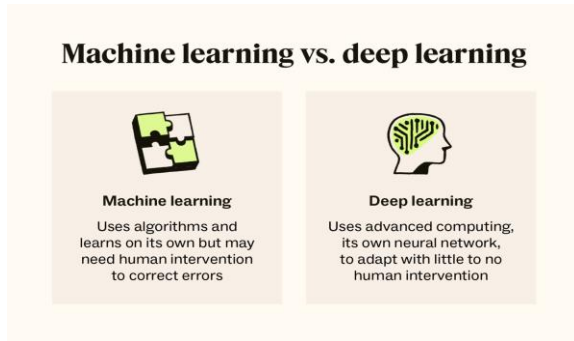 Machine learning vs. deep learning
Machine learning
Uses algorithms and
learns on its own but may
need human intervention
to correct errors
Deep learning
Uses advanced computing,
its own neural network,
to adapt with little to no
human intervention